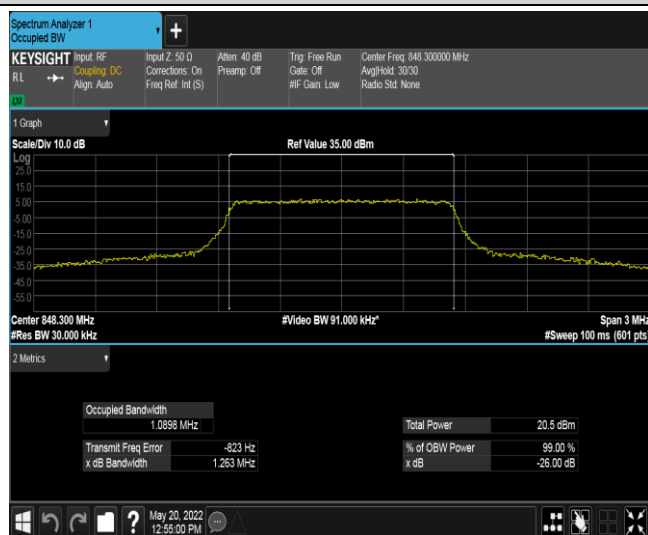 Spectrum Analyzer 1
Occupied BW
+
KEYSIGHT Input: RF Input Z: 50 Ω Atten: 40 dB Trig: Free Run Center Freq: 848.300000 MHz
RL Coupling: DC Corrections: On Preamp: Off Gate: Off Avg|Hold: 30/30
Align: Auto Freq Ref: Int (S) #IF Gain: Low Radio Std: None
LXI
1 Graph
Scale/Div 10.0 dB Ref Value 35.00 dBm
Log
25.0
15.0
5.00
-5.00
-15.0
-25.0
-35.0
-45.0
-55.0
Center 848.300 MHz #Video BW 91.000 kHz* Span 3 MHz
#Res BW 30.000 kHz #Sweep 100 ms (601 pts)
2 Metrics
Occupied Bandwidth
1.0898 MHz Total Power 20.5 dBm
Transmit Freq Error -823 Hz % of OBW Power 99.00 %
x dB Bandwidth 1.263 MHz x dB -26.00 dB
? May 20, 2022
12:55:00 PM